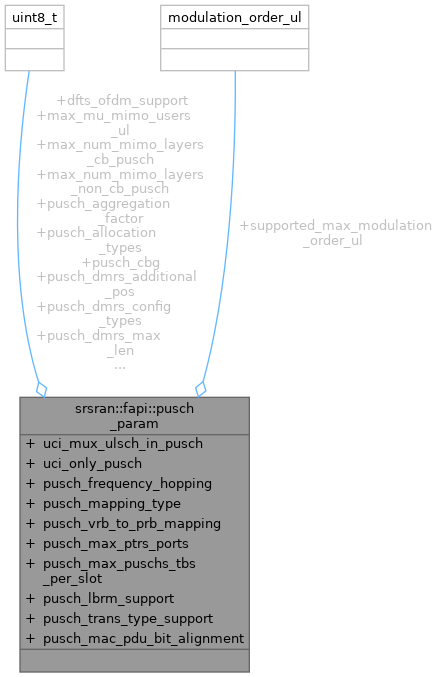 uint8_t
modulation_order_ul
+dfts_ofdm_support
+max_mu_mimo_users
_ul
+max_num_mimo_layers
_cb_pusch
+max_num_mimo_layers
_non_cb_pusch
+pusch_aggregation
_factor
+pusch_allocation
_types
+pusch_cbg
+pusch_dmrs_additional
_pos
+pusch_dmrs_config
_types
+pusch_dmrs_max
_len
...
+supported_max_modulation
_order_ul
srsran::fapi::pusch
_param
+ uci_mux_ulsch_in_pusch
+ uci_only_pusch
+ pusch_frequency_hopping
+ pusch_mapping_type
+ pusch_vrb_to_prb_mapping
+ pusch_max_ptrs_ports
+ pusch_max_puschs_tbs
_per_slot
+ pusch_lbrm_support
+ pusch_trans_type_support
+ pusch_mac_pdu_bit_alignment